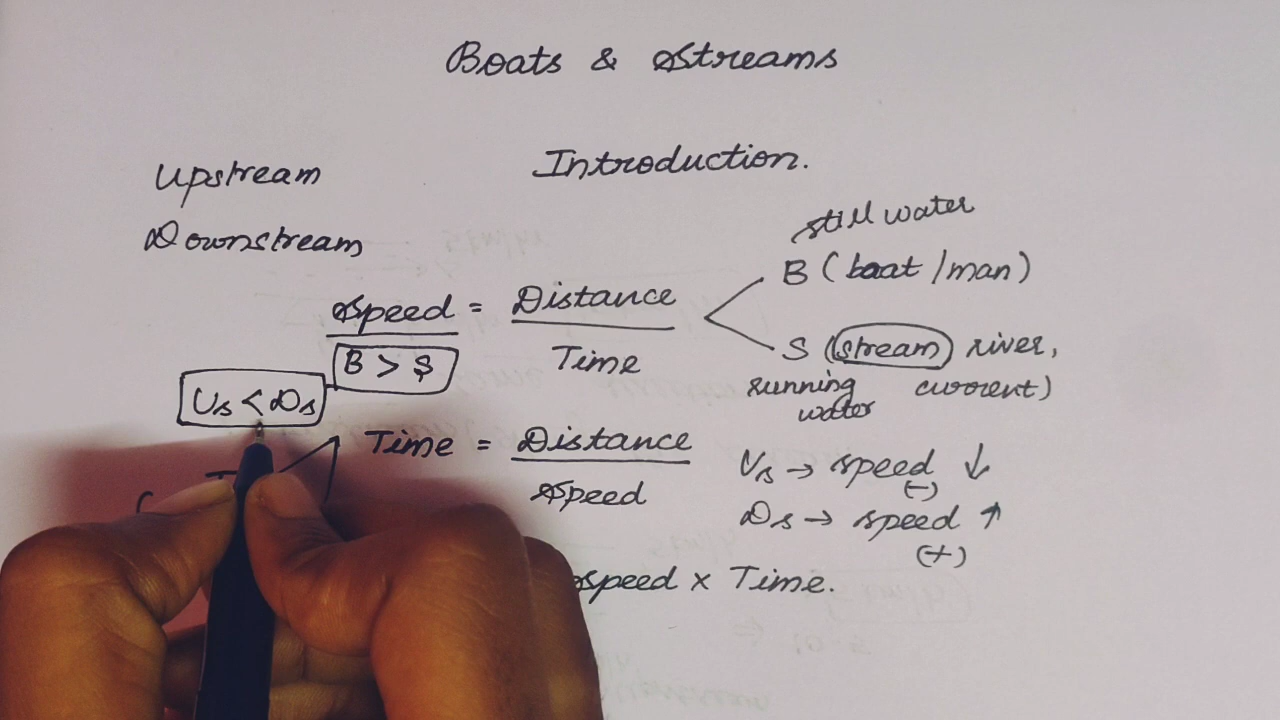 Boats & Streams
Introduction.
Upstream
Downstream
still water
B (boat / man)
Speed = Distance / Time
S (stream) river,
running water
current)
B > S
Us < Ds
Time = Distance / Speed
Us → speed ↓
(-)
Ds → speed ↑
(+)
speed × Time.